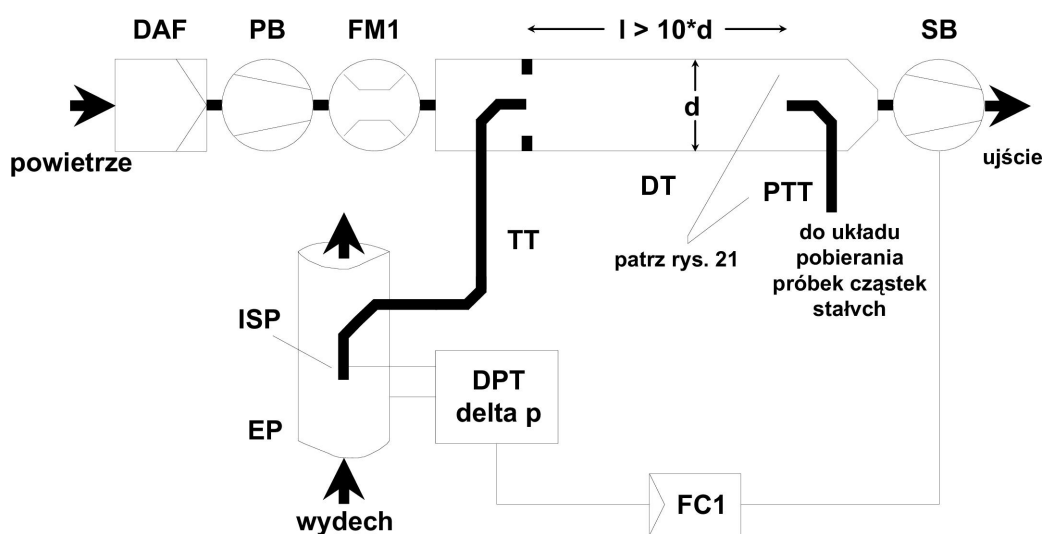 DAF
PB
FM1
l > 10*d
SB
d
powietrze
ujście
DT
PTT
TT
patrz rys. 21
do układu
pobierania
próbek cząstek
stałvch
ISP
DPT
delta p
EP
FC1
wydech